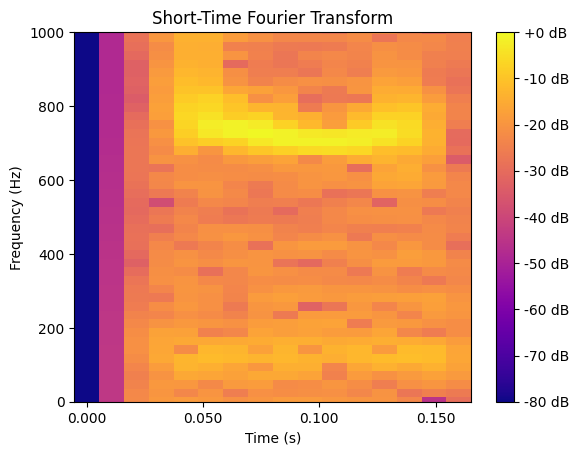 Short-Time Fourier Transform
1000
800
600
400
200
0
Frequency (Hz)
0.000
0.050
0.100
0.150
Time (s)
+0 dB
-10 dB
-20 dB
-30 dB
-40 dB
-50 dB
-60 dB
-70 dB
-80 dB